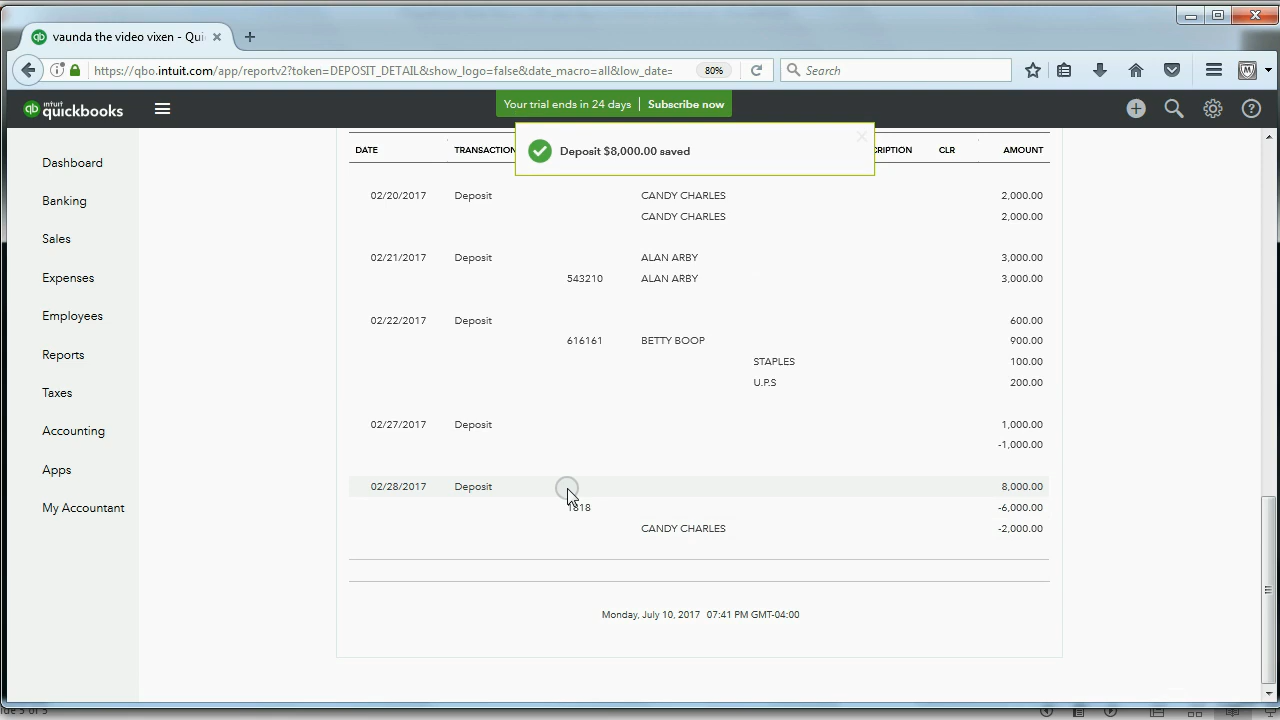 vaunda the video vixen - Qui
https://qbo.intuit.com/app/reportv2?token=DEPOSIT_DETAIL&show_logo=false&date_macro=all&low_date=
80%
Search
intuit quickbooks
Your trial ends in 24 days | Subscribe now
Deposit $8,000.00 saved
Dashboard
Banking
Sales
Expenses
Employees
Reports
Taxes
Accounting
Apps
My Accountant
DATE TRANSACTION CRIPTION CLR AMOUNT
02/20/2017 Deposit CANDY CHARLES 2,000.00
CANDY CHARLES 2,000.00
02/21/2017 Deposit ALAN ARBY 3,000.00
543210 ALAN ARBY 3,000.00
02/22/2017 Deposit 600.00
616161 BETTY BOOP 900.00
STAPLES 100.00
U.P.S 200.00
02/27/2017 Deposit 1,000.00
-1,000.00
02/28/2017 Deposit 8,000.00
-6,000.00
CANDY CHARLES -2,000.00
Monday, July 10, 2017 07:41 PM GMT-04:00